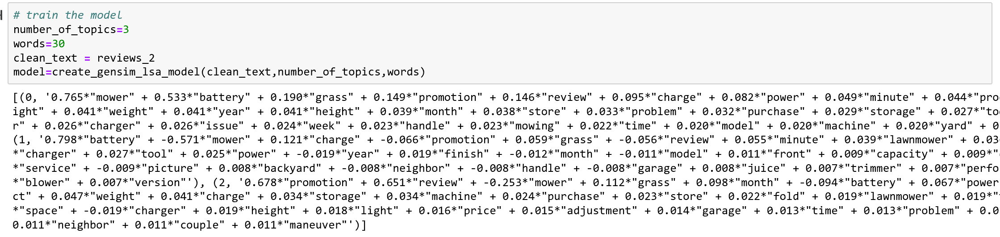 # train the model
number_of_topics=3
words=30
clean_text = reviews_2
model=create_gensim_lsa_model(clean_text,number_of_topics,words)
[(0, '0.765*"mower" + 0.533*"battery" + 0.190*"grass" + 0.149*"promotion" + 0.146*"review" + 0.095*"charge" + 0.082*"power" + 0.049*"minute" + 0.044*"pro
ight" + 0.041*"weight" + 0.041*"year" + 0.041*"height" + 0.039*"month" + 0.038*"store" + 0.033*"problem" + 0.032*"purchase" + 0.029*"storage" + 0.027*"to
r" + 0.026*"charger" + 0.026*"issue" + 0.024*"week" + 0.023*"handle" + 0.023*"mowing" + 0.022*"time" + 0.020*"model" + 0.020*"machine" + 0.020*"yard" + 0
(1, '0.798*"battery" + -0.571*"mower" + 0.121*"charge" + -0.066*"promotion" + 0.059*"grass" + -0.056*"review" + 0.055*"minute" + 0.039*"lawnmower" + 0.03
*"charger" + 0.027*"tool" + 0.025*"power" + -0.019*"year" + 0.019*"finish" + -0.012*"month" + -0.011*"model" + 0.011*"front" + 0.009*"capacity" + 0.009*"
*"service" + -0.009*"picture" + 0.008*"backyard" + -0.008*"neighbor" + -0.008*"handle" + -0.008*"garage" + 0.008*"juice" + 0.007*"trimmer" + 0.007*"perfo
*"blower" + 0.007*"version"'), (2, '0.678*"promotion" + 0.651*"review" + -0.253*"mower" + 0.112*"grass" + 0.098*"month" + -0.094*"battery" + 0.067*"power
ct" + 0.047*"weight" + 0.041*"charge" + 0.034*"storage" + 0.034*"machine" + 0.024*"purchase" + 0.023*"store" + 0.022*"fold" + 0.019*"lawnmower" + 0.019*"
*"space" + -0.019*"charger" + 0.019*"height" + 0.018*"light" + 0.016*"price" + 0.015*"adjustment" + 0.014*"garage" + 0.013*"time" + 0.013*"problem" + 0.0
0.011*"neighbor" + 0.011*"couple" + 0.011*"maneuver"')]